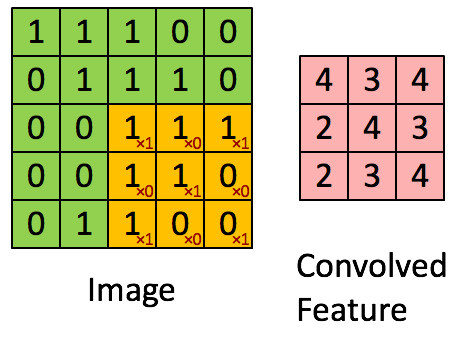 1 1 1 0 0
0 1 1 1 0
0 0 1×1 1×0 1×1
0 0 1×0 1×1 0×0
0 1 1×1 0×0 0×1
Image
4 3 4
2 4 3
2 3 4
Convolved
Feature